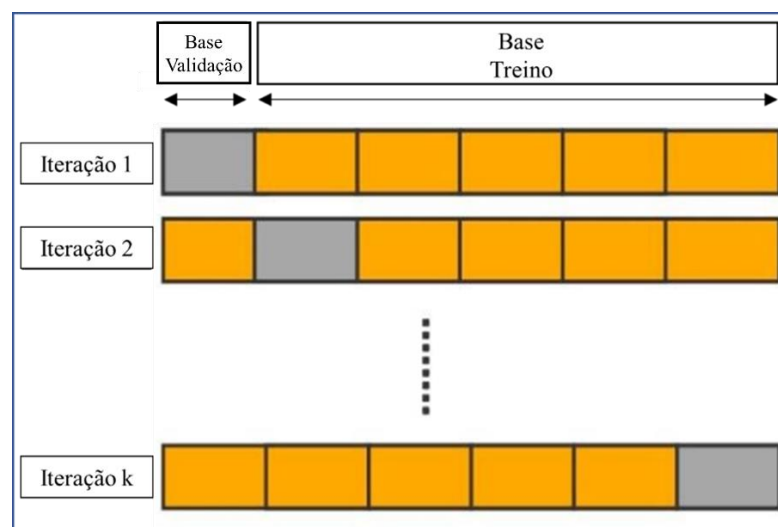 Base
Validação
Base
Treino
Iteração 1
Iteração 2
Iteração k